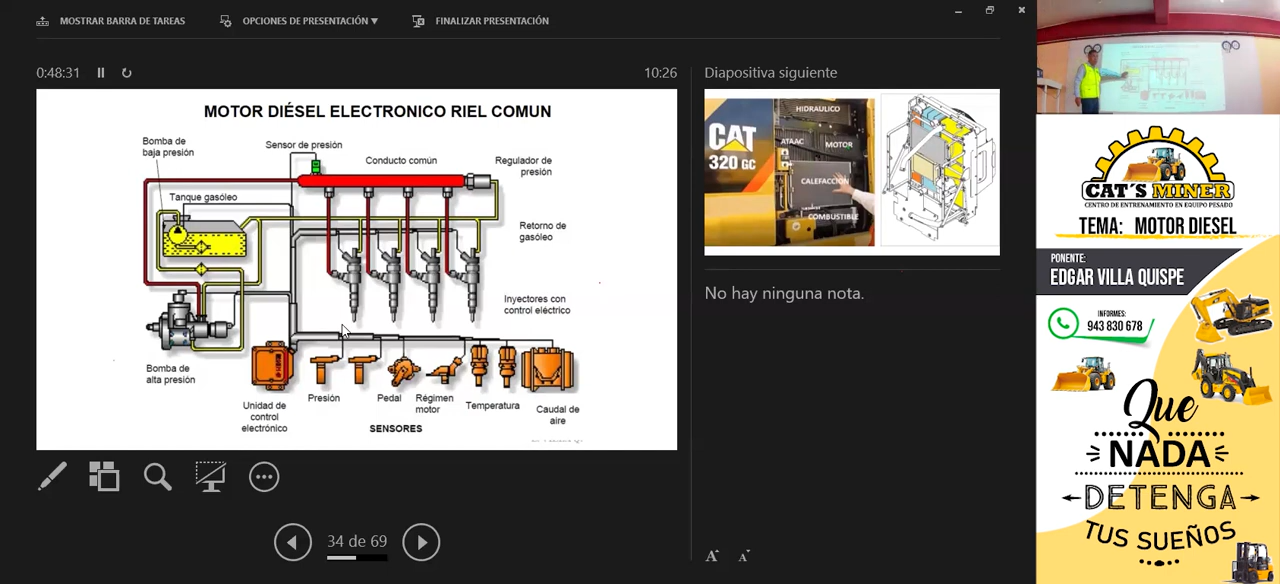 MOSTRAR BARRA DE TAREAS
OPCIONES DE PRESENTACIÓN ▼
FINALIZAR PRESENTACIÓN
0:48:31
10:26
MOTOR DIÉSEL ELECTRONICO RIEL COMUN
Bomba de
baja presión
Sensor de presión
Conducto común
Regulador de
presión
Tanque gasóleo
Retorno de
gasóleo
Inyectores con
control eléctrico
Bomba de
alta presión
Unidad de
control
electrónico
Presión
Pedal
Régimen
motor
Temperatura
Caudal de
aire
SENSORES
34 de 69
Diapositiva siguiente
HIDRAULICO
CAT
320 GC
ATAAC
MOTOR
CALEFACCION
COMBUSTIBLE
No hay ninguna nota.
A
A
CAT'S MINER
CENTRO DE ENTRENAMIENTO EN EQUIPO PESADO
TEMA: MOTOR DIESEL
PONENTE:
EDGAR VILLA QUISPE
INFORMES:
943 830 678
Que
NADA
DETENGA
TUS SUEÑOS